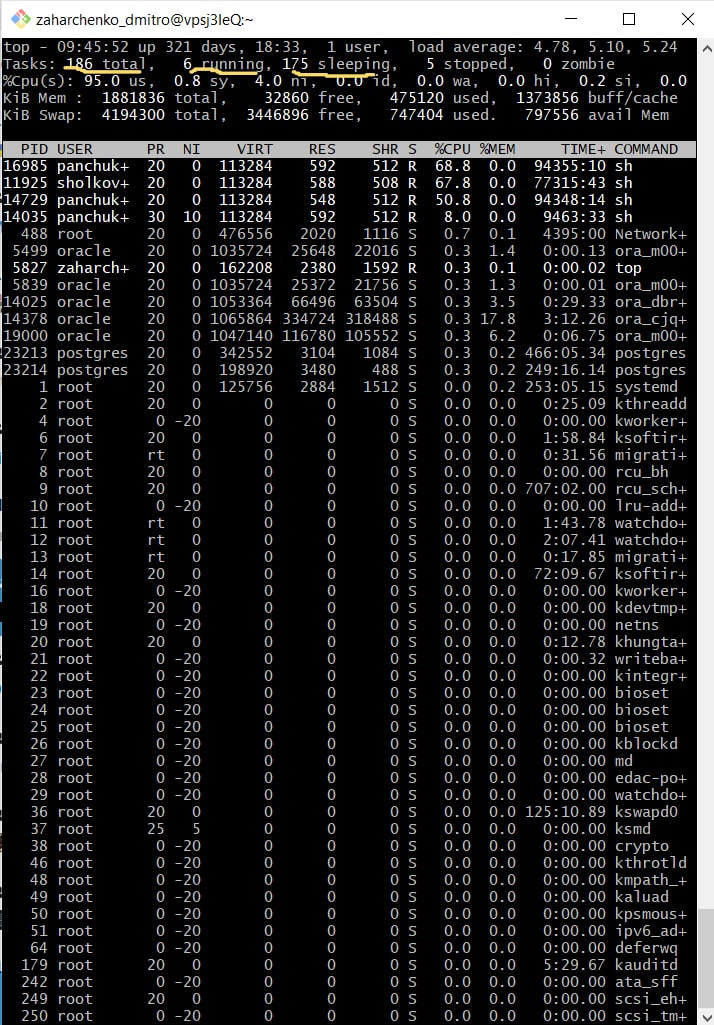 zaharchenko_dmitro@vpsj3IeQ:~
top - 09:45:52 up 321 days, 18:33,  1 user,  load average: 4.78, 5.10, 5.24
Tasks: 186 total,   6 running, 175 sleeping,   5 stopped,   0 zombie
%Cpu(s): 95.0 us,  0.8 sy,  4.0 ni,  0.0 id,  0.0 wa,  0.0 hi,  0.2 si,  0.0
KiB Mem :  1881836 total,    32860 free,   475120 used,  1373856 buff/cache
KiB Swap:  4194300 total,  3446896 free,   747404 used.   797556 avail Mem
PID USER PR NI VIRT RES SHR S %CPU %MEM TIME+ COMMAND
16985 panchuk+ 20 0 113284 592 512 R 68.8 0.0 94355:10 sh
11925 sholkov+ 20 0 113284 588 508 R 67.8 0.0 77315:43 sh
14729 panchuk+ 20 0 113284 548 512 R 50.8 0.0 94348:14 sh
14035 panchuk+ 30 10 113284 592 512 R 8.0 0.0 9463:33 sh
488 root 20 0 476556 2020 1116 S 0.7 0.1 4395:00 Network+
5499 oracle 20 0 1035724 25648 22016 S 0.3 1.4 0:00.13 ora_m00+
5827 zaharch+ 20 0 162208 2380 1592 R 0.3 0.1 0:00.02 top
5839 oracle 20 0 1035724 25372 21756 S 0.3 1.3 0:00.01 ora_m00+
14025 oracle 20 0 1053364 66496 63504 S 0.3 3.5 0:29.33 ora_dbr+
14378 oracle 20 0 1065864 334724 318488 S 0.3 17.8 3:12.26 ora_cjq+
19000 oracle 20 0 1047140 116780 105552 S 0.3 6.2 0:06.75 ora_m00+
23213 postgres 20 0 342552 3104 1084 S 0.3 0.2 466:05.34 postgres
23214 postgres 20 0 198920 3480 488 S 0.3 0.2 249:16.14 postgres
1 root 20 0 125756 2884 1512 S 0.0 0.2 253:05.15 systemd
2 root 20 0 0 0 0 S 0.0 0.0 0:25.09 kthreadd
4 root 0 -20 0 0 0 S 0.0 0.0 0:00.00 kworker+
6 root 20 0 0 0 0 S 0.0 0.0 1:58.84 ksoftir+
7 root rt 0 0 0 0 S 0.0 0.0 0:31.56 migrati+
8 root 20 0 0 0 0 S 0.0 0.0 0:00.00 rcu_bh
9 root 20 0 0 0 0 S 0.0 0.0 707:02.00 rcu_sch+
10 root 0 -20 0 0 0 S 0.0 0.0 0:00.00 lru-add+
11 root rt 0 0 0 0 S 0.0 0.0 1:43.78 watchdo+
12 root rt 0 0 0 0 S 0.0 0.0 2:07.41 watchdo+
13 root rt 0 0 0 0 S 0.0 0.0 0:17.85 migrati+
14 root 20 0 0 0 0 S 0.0 0.0 72:09.67 ksoftir+
16 root 0 -20 0 0 0 S 0.0 0.0 0:00.00 kworker+
18 root 20 0 0 0 0 S 0.0 0.0 0:00.00 kdevtmp+
19 root 0 -20 0 0 0 S 0.0 0.0 0:00.00 netns
20 root 20 0 0 0 0 S 0.0 0.0 0:12.78 khungta+
21 root 0 -20 0 0 0 S 0.0 0.0 0:00.32 writeba+
22 root 0 -20 0 0 0 S 0.0 0.0 0:00.00 kintegr+
23 root 0 -20 0 0 0 S 0.0 0.0 0:00.00 bioset
24 root 0 -20 0 0 0 S 0.0 0.0 0:00.00 bioset
25 root 0 -20 0 0 0 S 0.0 0.0 0:00.00 bioset
26 root 0 -20 0 0 0 S 0.0 0.0 0:00.00 kblockd
27 root 0 -20 0 0 0 S 0.0 0.0 0:00.00 md
28 root 0 -20 0 0 0 S 0.0 0.0 0:00.00 edac-po+
29 root 0 -20 0 0 0 S 0.0 0.0 0:00.00 watchdo+
36 root 20 0 0 0 0 S 0.0 0.0 125:10.89 kswapd0
37 root 25 5 0 0 0 S 0.0 0.0 0:00.00 ksmd
38 root 0 -20 0 0 0 S 0.0 0.0 0:00.00 crypto
46 root 0 -20 0 0 0 S 0.0 0.0 0:00.00 kthrotld
48 root 0 -20 0 0 0 S 0.0 0.0 0:00.00 kmpath_+
49 root 0 -20 0 0 0 S 0.0 0.0 0:00.00 kaluad
50 root 0 -20 0 0 0 S 0.0 0.0 0:00.00 kpsmous+
51 root 0 -20 0 0 0 S 0.0 0.0 0:00.00 ipv6_ad+
64 root 0 -20 0 0 0 S 0.0 0.0 0:00.00 deferwq
179 root 20 0 0 0 0 S 0.0 0.0 5:29.67 kauditd
242 root 0 -20 0 0 0 S 0.0 0.0 0:00.00 ata_sff
249 root 20 0 0 0 0 S 0.0 0.0 0:00.00 scsi_eh+
250 root 0 -20 0 0 0 S 0.0 0.0 0:00.00 scsi_tm+